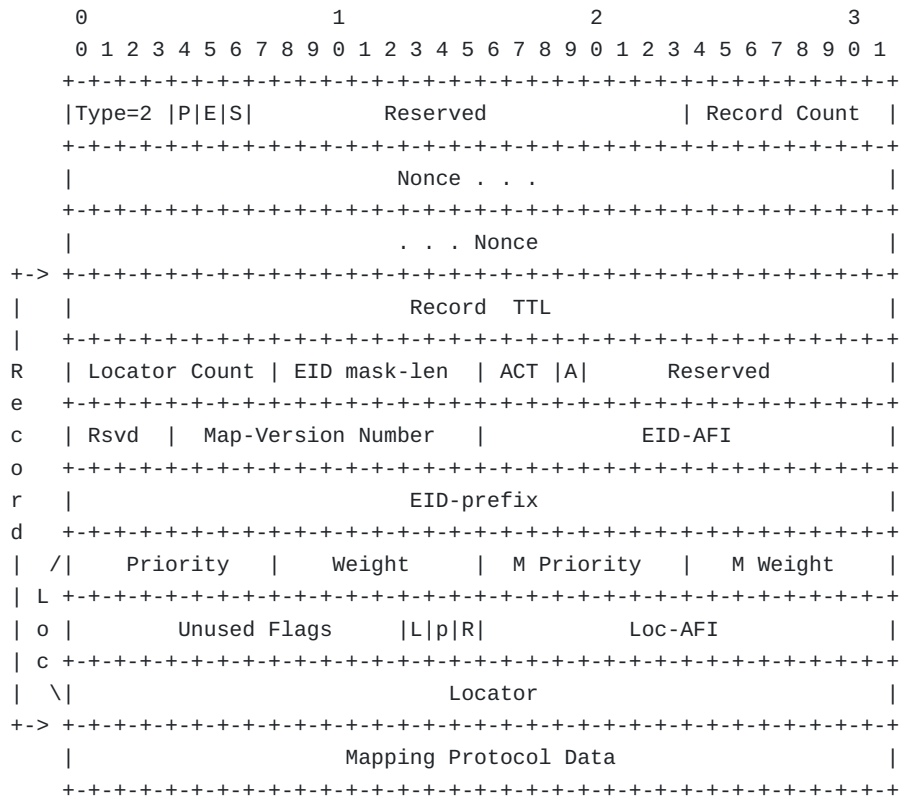 0                   1                   2                   3
 0 1 2 3 4 5 6 7 8 9 0 1 2 3 4 5 6 7 8 9 0 1 2 3 4 5 6 7 8 9 0 1
     +-+-+-+-+-+-+-+-+-+-+-+-+-+-+-+-+-+-+-+-+-+-+-+-+-+-+-+-+-+-+-+-+
     |Type=2 |P|E|S|          Reserved               | Record Count  |
     +-+-+-+-+-+-+-+-+-+-+-+-+-+-+-+-+-+-+-+-+-+-+-+-+-+-+-+-+-+-+-+-+
     |                         Nonce . . .                           |
     +-+-+-+-+-+-+-+-+-+-+-+-+-+-+-+-+-+-+-+-+-+-+-+-+-+-+-+-+-+-+-+-+
     |                         . . . Nonce                           |
 +-> +-+-+-+-+-+-+-+-+-+-+-+-+-+-+-+-+-+-+-+-+-+-+-+-+-+-+-+-+-+-+-+-+
 |   |                          Record  TTL                          |
 |   +-+-+-+-+-+-+-+-+-+-+-+-+-+-+-+-+-+-+-+-+-+-+-+-+-+-+-+-+-+-+-+-+
 R   | Locator Count | EID mask-len  | ACT |A|      Reserved         |
 e   +-+-+-+-+-+-+-+-+-+-+-+-+-+-+-+-+-+-+-+-+-+-+-+-+-+-+-+-+-+-+-+-+
 c   | Rsvd  |  Map-Version Number   |            EID-AFI            |
 o   +-+-+-+-+-+-+-+-+-+-+-+-+-+-+-+-+-+-+-+-+-+-+-+-+-+-+-+-+-+-+-+-+
 r   |                          EID-prefix                           |
 d   +-+-+-+-+-+-+-+-+-+-+-+-+-+-+-+-+-+-+-+-+-+-+-+-+-+-+-+-+-+-+-+-+
 |  /|    Priority   |    Weight     |  M Priority   |   M Weight    |
 | L +-+-+-+-+-+-+-+-+-+-+-+-+-+-+-+-+-+-+-+-+-+-+-+-+-+-+-+-+-+-+-+-+
 | o |        Unused Flags     |L|p|R|           Loc-AFI             |
 | c +-+-+-+-+-+-+-+-+-+-+-+-+-+-+-+-+-+-+-+-+-+-+-+-+-+-+-+-+-+-+-+-+
 |  \|                             Locator                           |
 +-> +-+-+-+-+-+-+-+-+-+-+-+-+-+-+-+-+-+-+-+-+-+-+-+-+-+-+-+-+-+-+-+-+
     |                     Mapping Protocol Data                     |
     +-+-+-+-+-+-+-+-+-+-+-+-+-+-+-+-+-+-+-+-+-+-+-+-+-+-+-+-+-+-+-+-+